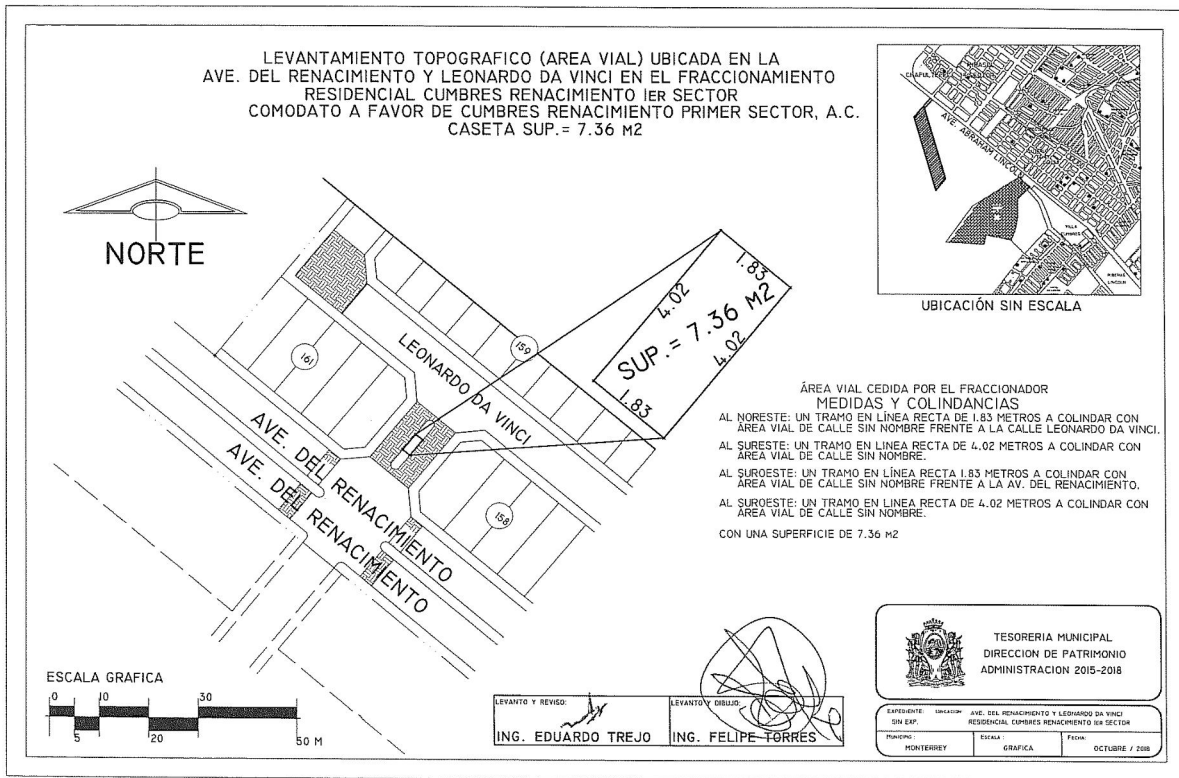 LEVANTAMIENTO TOPOGRAFICO (AREA VIAL) UBICADA EN LA
AVE. DEL RENACIMIENTO Y LEONARDO DA VINCI EN EL FRACCIONAMIENTO
RESIDENCIAL CUMBRES RENACIMIENTO 1ER SECTOR
COMODATO A FAVOR DE CUMBRES RENACIMIENTO PRIMER SECTOR, A.C.
CASETA SUP.= 7.36 M2
NORTE
161
159
158
LEONARDO DA VINCI
AVE. DEL RENACIMIENTO
AVE. DEL RENACIMIENTO
1.83
4.02
SUP.= 7.36 M2
4.02
1.83
AVE. ABRAHAM LINCOLN
VILLA
CUMBRES
LINCOLN
UBICACIÓN SIN ESCALA
ÁREA VIAL CEDIDA POR EL FRACCIONADOR
MEDIDAS Y COLINDANCIAS
AL NORESTE: UN TRAMO EN LÍNEA RECTA DE 1.83 METROS A COLINDAR CON
ÁREA VIAL DE CALLE SIN NOMBRE FRENTE A LA CALLE LEONARDO DA VINCI.
AL SURESTE: UN TRAMO EN LINEA RECTA DE 4.02 METROS A COLINDAR CON
ÁREA VIAL DE CALLE SIN NOMBRE.
AL SUROESTE: UN TRAMO EN LÍNEA RECTA 1.83 METROS A COLINDAR CON
ÁREA VIAL DE CALLE SIN NOMBRE FRENTE A LA AV. DEL RENACIMIENTO.
AL SUROESTE: UN TRAMO EN LINEA RECTA DE 4.02 METROS A COLINDAR CON
ÁREA VIAL DE CALLE SIN NOMBRE.
CON UNA SUPERFICIE DE 7.36 M2
ESCALA GRAFICA
0 10 30
5 20 50 M
LEVANTO Y REVISO:
ING. EDUARDO TREJO
LEVANTO Y DIBUJO:
ING. FELIPE TORRES
TESORERIA MUNICIPAL
DIRECCION DE PATRIMONIO
ADMINISTRACION 2015-2018
EXPEDIENTE:
SIN EXP.
UBICACION: AVE. DEL RENACIMIENTO Y LEONARDO DA VINCI
RESIDENCIAL CUMBRES RENACIMIENTO 1ER SECTOR
MUNICIPIO:
MONTERREY
ESCALA:
GRAFICA
FECHA:
OCTUBRE / 2018